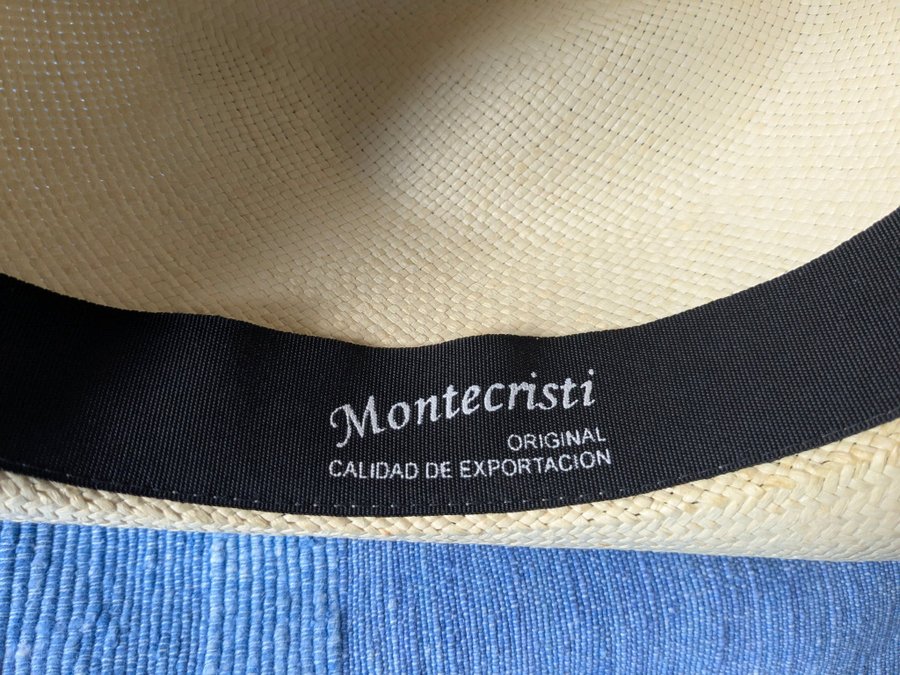 Montecristi
ORIGINAL
CALIDAD DE EXPORTACION